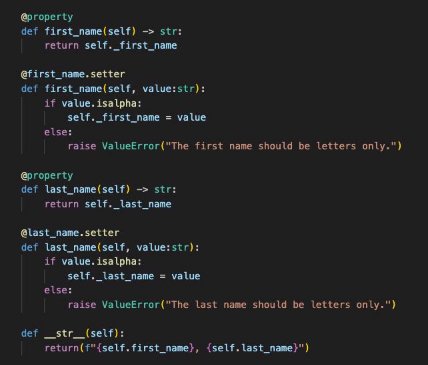 @property
def first_name(self) -> str:
    return self._first_name
@first_name.setter
def first_name(self, value:str):
    if value.isalpha:
        self._first_name = value
    else:
        raise ValueError("The first name should be letters only.")
@property
def last_name(self) -> str:
    return self._last_name
@last_name.setter
def last_name(self, value:str):
    if value.isalpha:
        self._last_name = value
    else:
        raise ValueError("The last name should be letters only.")
def __str__(self):
    return(f"{self.first_name}, {self.last_name}")